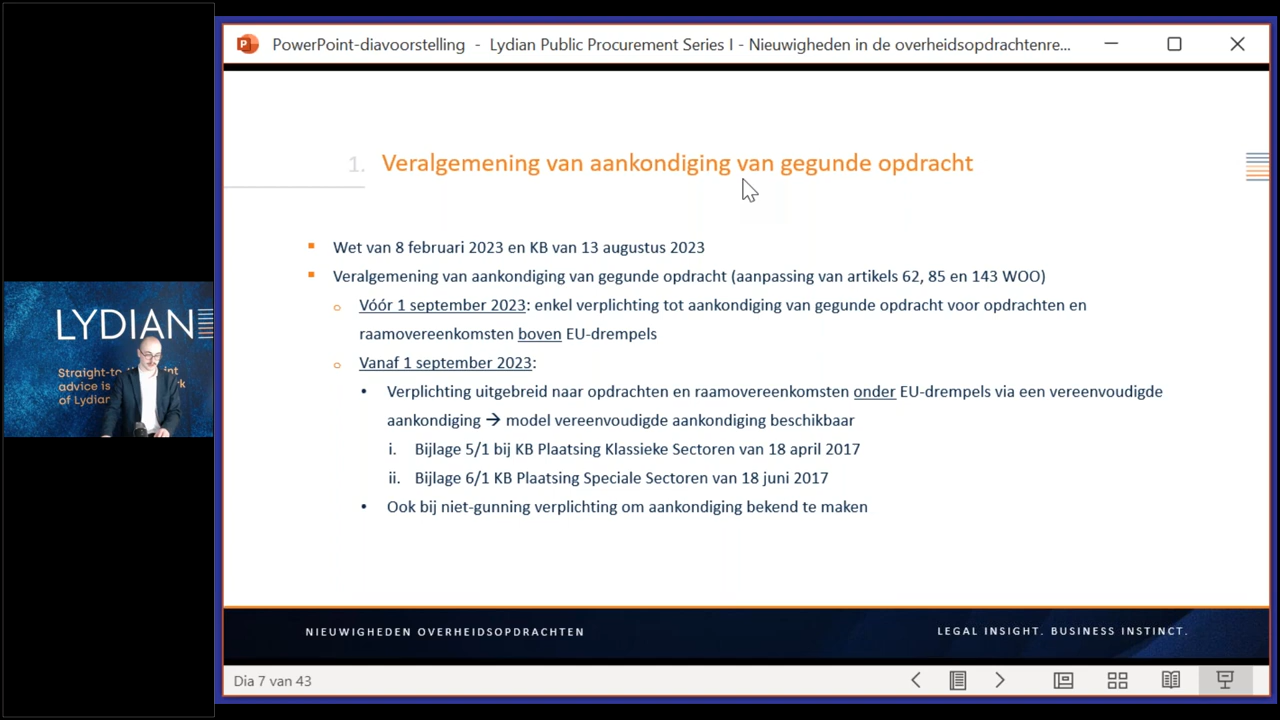 PowerPoint-diavoorstelling - Lydian Public Procurement Series I - Nieuwigheden in de overheidsopdrachtenre...
1. Veralgemening van aankondiging van gegunde opdracht
▪ Wet van 8 februari 2023 en KB van 13 augustus 2023
▪ Veralgemening van aankondiging van gegunde opdracht (aanpassing van artikels 62, 85 en 143 WOO)
o Vóór 1 september 2023: enkel verplichting tot aankondiging van gegunde opdracht voor opdrachten en
raamovereenkomsten boven EU-drempels
o Vanaf 1 september 2023:
• Verplichting uitgebreid naar opdrachten en raamovereenkomsten onder EU-drempels via een vereenvoudigde
aankondiging → model vereenvoudigde aankondiging beschikbaar
i. Bijlage 5/1 bij KB Plaatsing Klassieke Sectoren van 18 april 2017
ii. Bijlage 6/1 KB Plaatsing Speciale Sectoren van 18 juni 2017
• Ook bij niet-gunning verplichting om aankondiging bekend te maken
NIEUWIGHEDEN OVERHEIDSOPDRACHTEN
LEGAL INSIGHT. BUSINESS INSTINCT.
Dia 7 van 43
LYDIAN
Straight-to
advice is
of Lydian